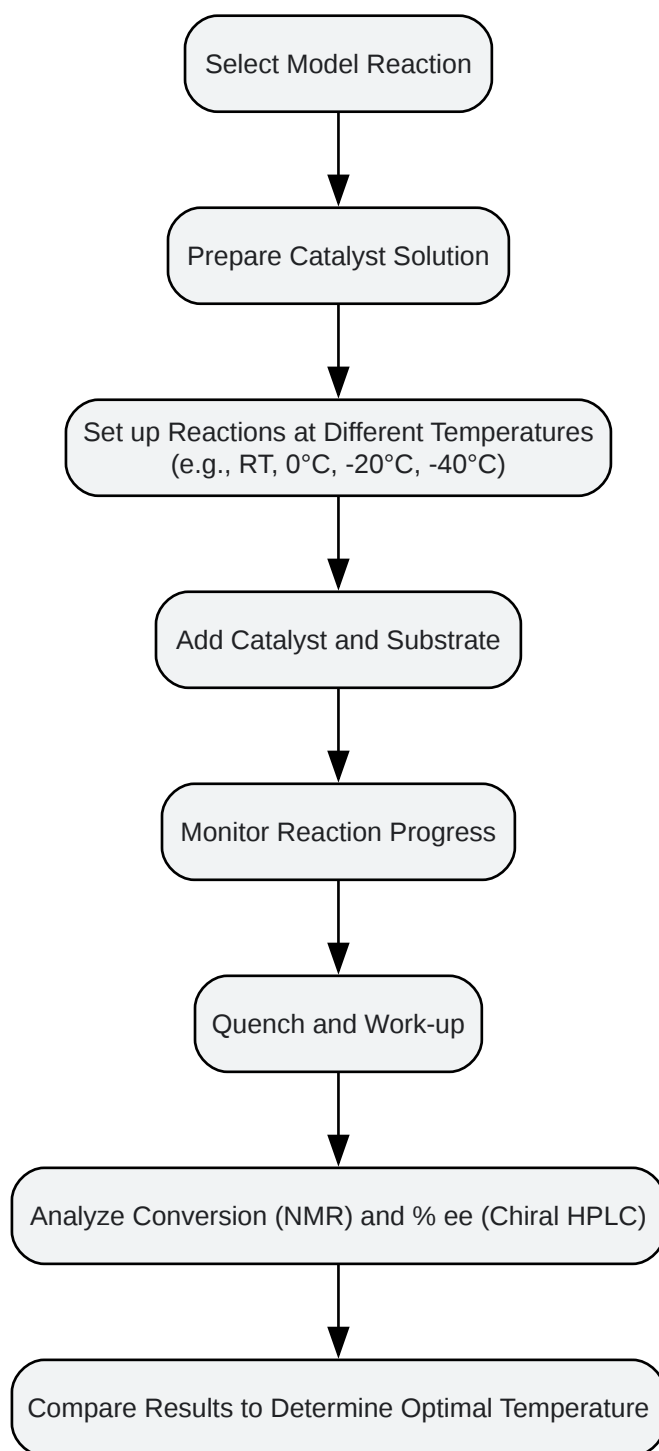 Select Model Reaction
Prepare Catalyst Solution
Set up Reactions at Different Temperatures
(e.g., RT, 0°C, -20°C, -40°C)
Add Catalyst and Substrate
Monitor Reaction Progress
Quench and Work-up
Analyze Conversion (NMR) and % ee (Chiral HPLC)
Compare Results to Determine Optimal Temperature